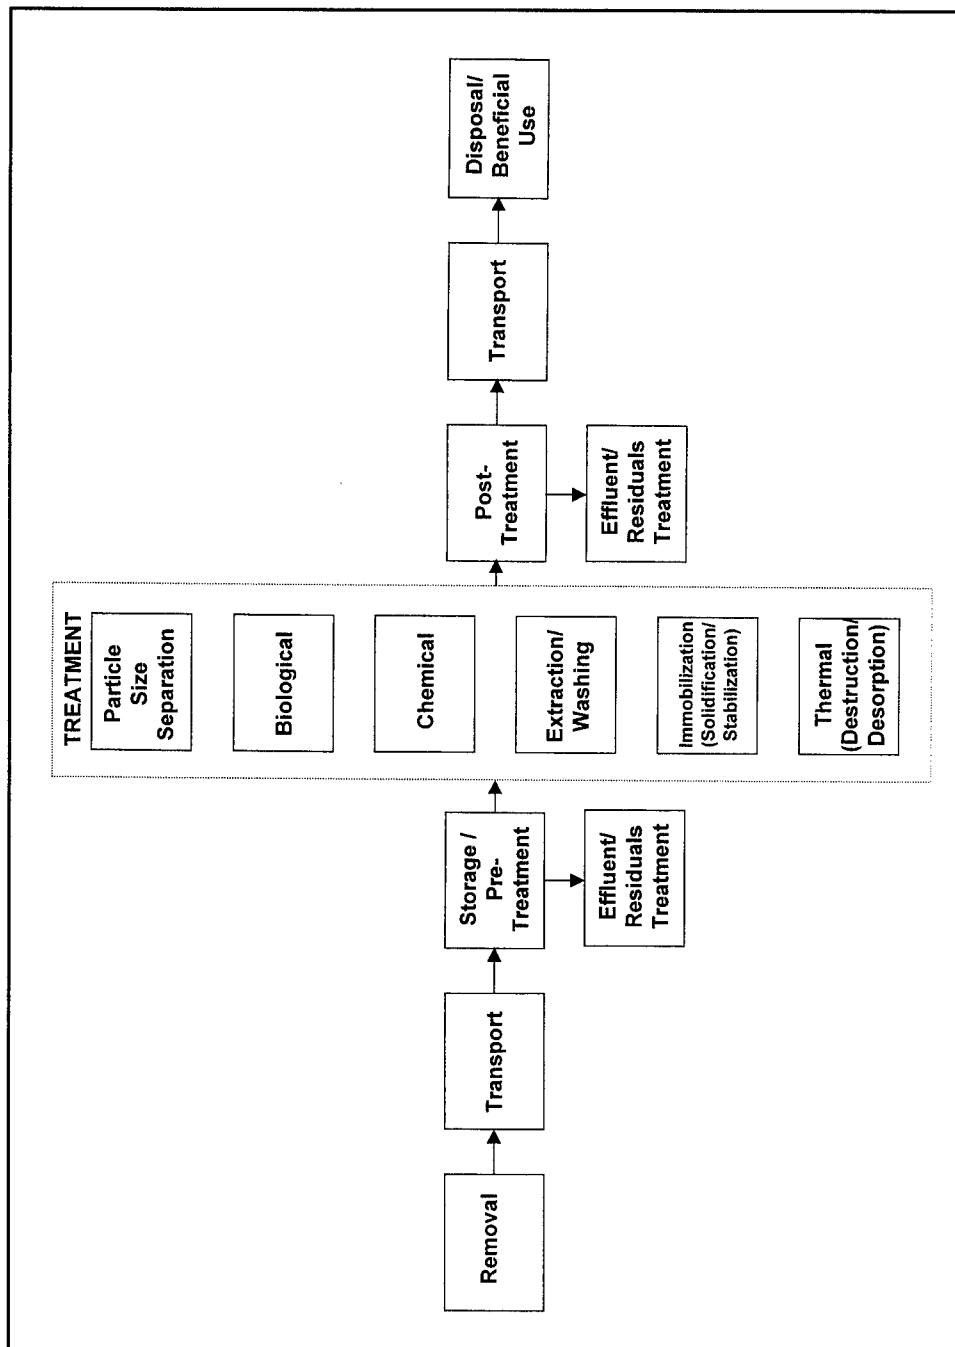 Removal
Transport
Storage /
Pre-
Treatment
Effluent/
Residuals
Treatment
TREATMENT
Particle
Size
Separation
Biological
Chemical
Extraction/
Washing
Immobilization
(Solidification/
Stabilization)
Thermal
(Destruction/
Desorption)
Post-
Treatment
Effluent/
Residuals
Treatment
Transport
Disposal/
Beneficial
Use